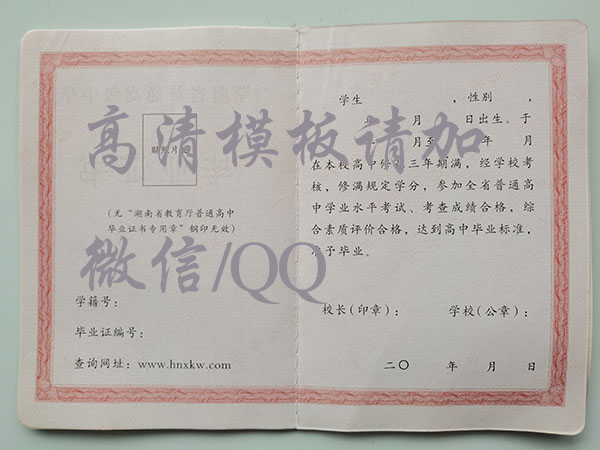 贴照片处
(无“湖南省教育厅普通高中
毕业证书专用章”钢印无效)
学籍号：
毕业证编号：
查询网址：www.hnxkw.com
学生 ，性别 ，
月 日出生。于
月至 年 月
在本校高中修 三年期满，经学校考
核，修满规定学分，参加全省普通高
中学业水平考试、考查成绩合格，综
合素质评价合格，达到高中毕业标准，
准予毕业。
校长(印章)： 学校(公章)：
二〇 年 月 日
高清模板请加
微信/QQ